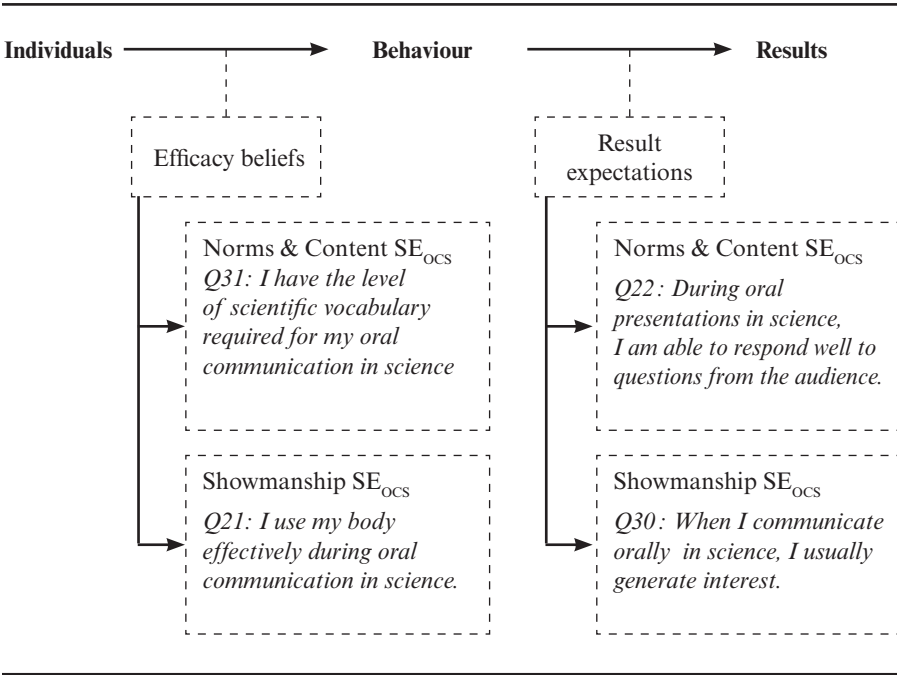 Individuals Behaviour Results
Efficacy beliefs
Norms & Content SE_OCS
Q31: I have the level
of scientific vocabulary
required for my oral
communication in science
Showmanship SE_OCS
Q21: I use my body
effectively during oral
communication in science.
Result
expectations
Norms & Content SE_OCS
Q22: During oral
presentations in science,
I am able to respond well to
questions from the audience.
Showmanship SE_OCS
Q30: When I communicate
orally in science, I usually
generate interest.